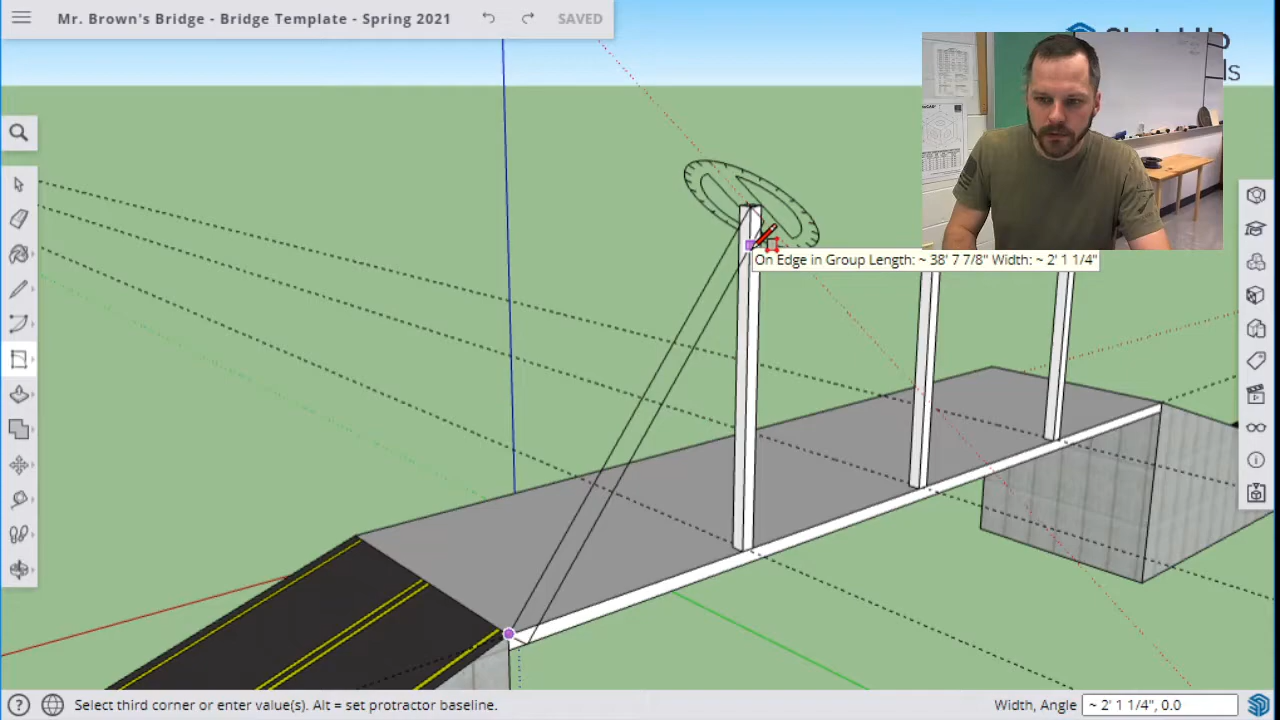 Mr. Brown's Bridge - Bridge Template - Spring 2021
SAVED
On Edge in Group Length: ~ 38' 7 7/8" Width: ~ 2' 1 1/4"
Select third corner or enter value(s). Alt = set protractor baseline.
Width, Angle
~ 2' 1 1/4", 0.0